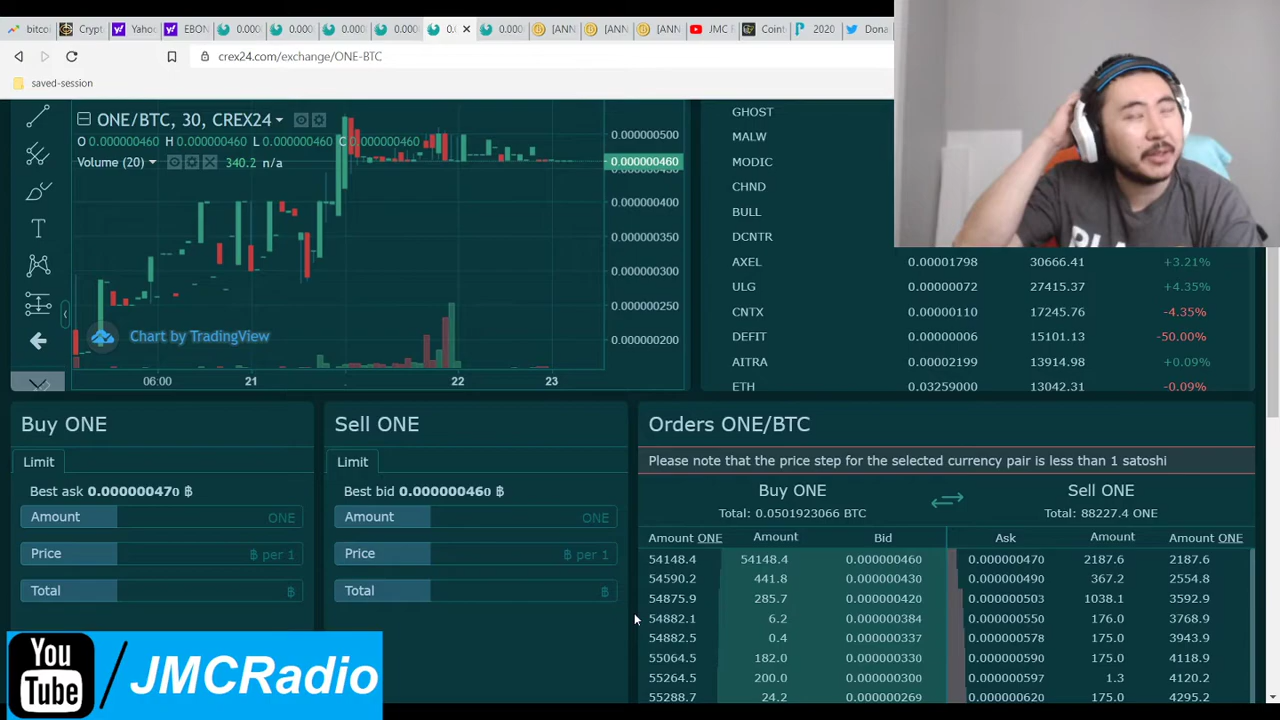 bitcoi
Crypt
Yahoo
EBON
0.0000
0.0000
0.0000
0.0000
0.
0.0000
[ANN
[ANN
[ANN
JMC R
Coin
2020
Dona
crex24.com/exchange/ONE-BTC
saved-session
ONE/BTC, 30, CREX24
O 0.000000460 H 0.000000460 L 0.000000460 C 0.000000460
Volume (20) 340.2 n/a
0.000000500
0.000000460
0.000000450
0.000000400
0.000000350
0.000000300
0.000000250
0.000000200
Chart by TradingView
06:00 21 22 23
GHOST
MALW
MODIC
CHND
BULL
DCNTR
AXEL 0.00001798 30666.41 +3.21%
ULG 0.00000072 27415.37 +4.35%
CNTX 0.00000110 17245.76 -4.35%
DEFIT 0.00000006 15101.13 -50.00%
AITRA 0.00002199 13914.98 +0.09%
ETH 0.03259000 13042.31 -0.09%
Buy ONE
Limit
Best ask 0.000000470 ₿
Amount ONE
Price ₿ per 1
Total ₿
Sell ONE
Limit
Best bid 0.000000460 ₿
Amount ONE
Price ₿ per 1
Total ₿
Orders ONE/BTC
Please note that the price step for the selected currency pair is less than 1 satoshi
Buy ONE Sell ONE
Total: 0.0501923066 BTC Total: 88227.4 ONE
Amount ONE Amount Bid Ask Amount Amount ONE
54148.4 54148.4 0.000000460 0.000000470 2187.6 2187.6
54590.2 441.8 0.000000430 0.000000490 367.2 2554.8
54875.9 285.7 0.000000420 0.000000503 1038.1 3592.9
54882.1 6.2 0.000000384 0.000000550 176.0 3768.9
54882.5 0.4 0.000000337 0.000000578 175.0 3943.9
55064.5 182.0 0.000000330 0.000000590 175.0 4118.9
55264.5 200.0 0.000000300 0.000000597 1.3 4120.2
55288.7 24.2 0.000000269 0.000000620 175.0 4295.2
You
Tube
/JMCRadio